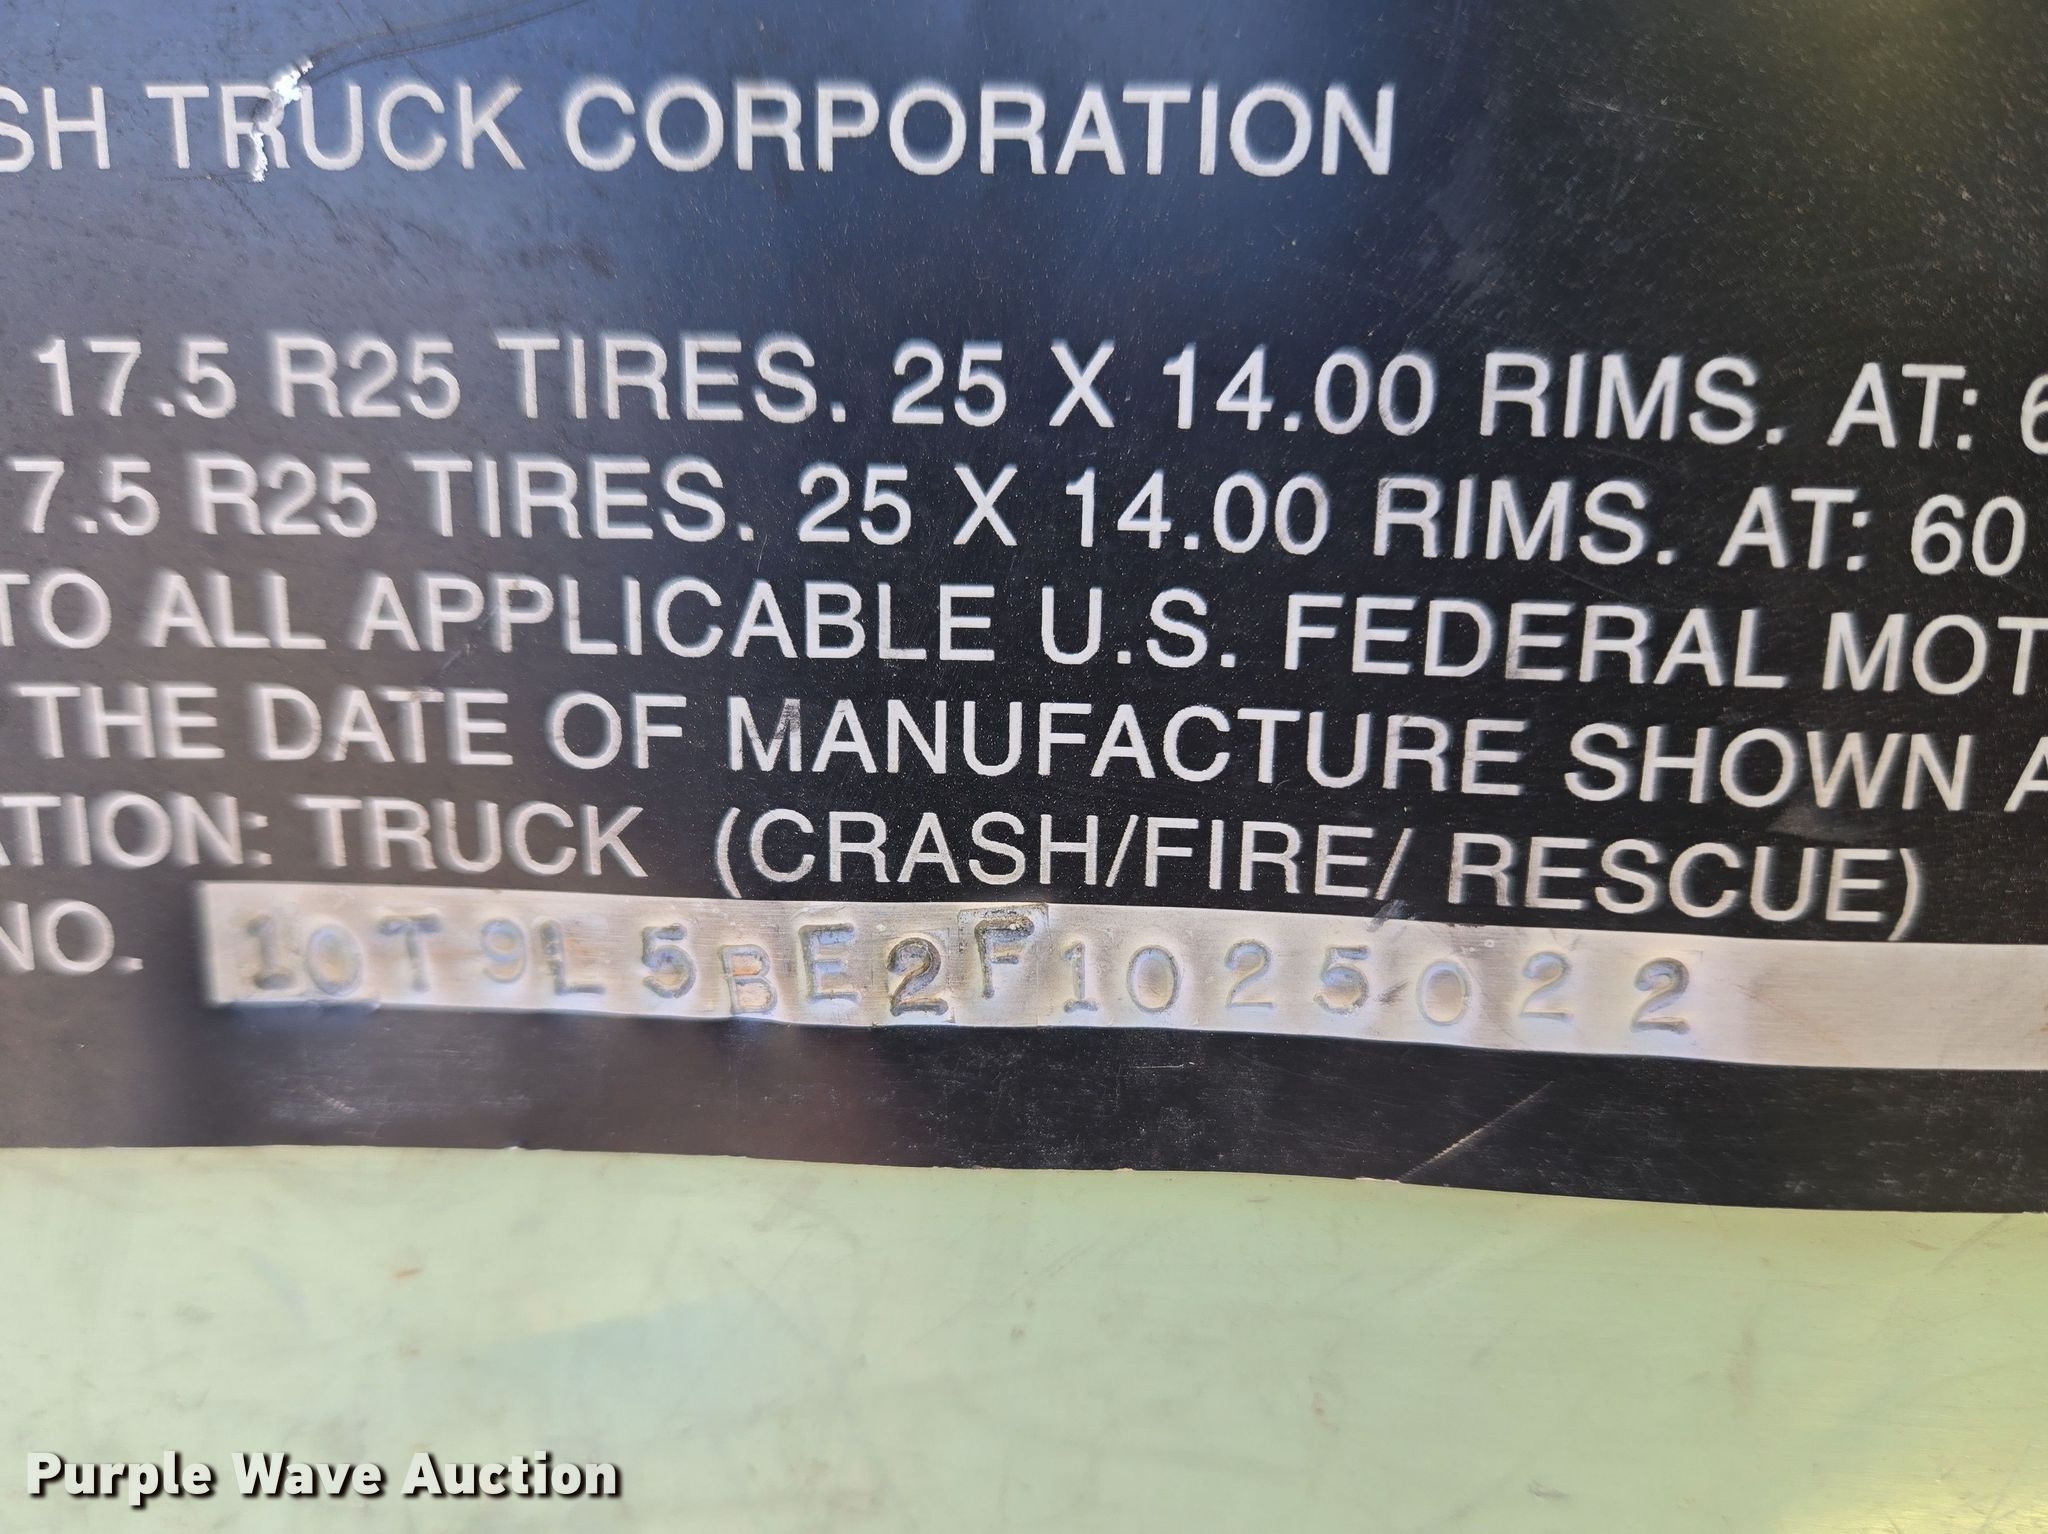 SH TRUCK CORPORATION
17.5 R25 TIRES. 25 X 14.00 RIMS. AT: 6
7.5 R25 TIRES. 25 X 14.00 RIMS. AT: 60
TO ALL APPLICABLE U.S. FEDERAL MOT
THE DATE OF MANUFACTURE SHOWN A
ATION: TRUCK (CRASH/FIRE/ RESCUE)
NO. 10T9L5BE2F1025022
Purple Wave Auction